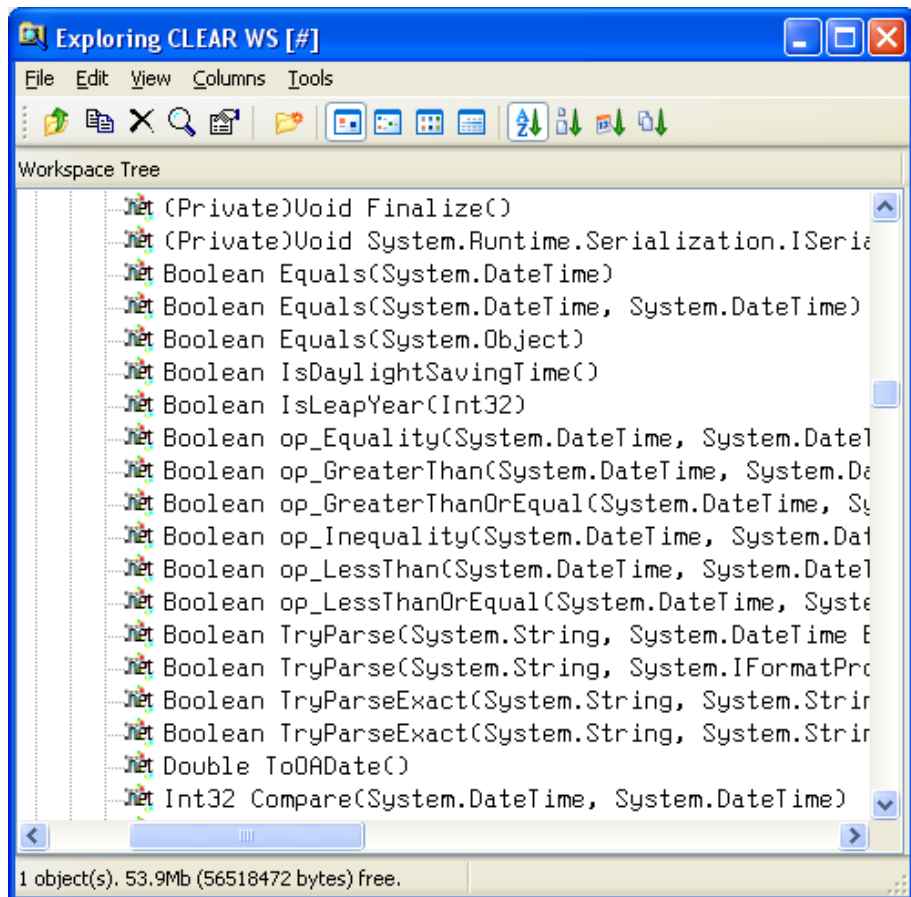 Exploring CLEAR WS [#]
File Edit View Columns Tools
Workspace Tree
(Private)Void Finalize()
(Private)Void System.Runtime.Serialization.ISeria
Boolean Equals(System.DateTime)
Boolean Equals(System.DateTime, System.DateTime)
Boolean Equals(System.Object)
Boolean IsDaylightSavingTime()
Boolean IsLeapYear(Int32)
Boolean op_Equality(System.DateTime, System.DateT
Boolean op_GreaterThan(System.DateTime, System.Da
Boolean op_GreaterThanOrEqual(System.DateTime, Sy
Boolean op_Inequality(System.DateTime, System.Dat
Boolean op_LessThan(System.DateTime, System.DateT
Boolean op_LessThanOrEqual(System.DateTime, Syste
Boolean TryParse(System.String, System.DateTime B
Boolean TryParse(System.String, System.IFormatPro
Boolean TryParseExact(System.String, System.Strin
Boolean TryParseExact(System.String, System.Strin
Double ToOADate()
Int32 Compare(System.DateTime, System.DateTime)
1 object(s). 53.9Mb (56518472 bytes) free.